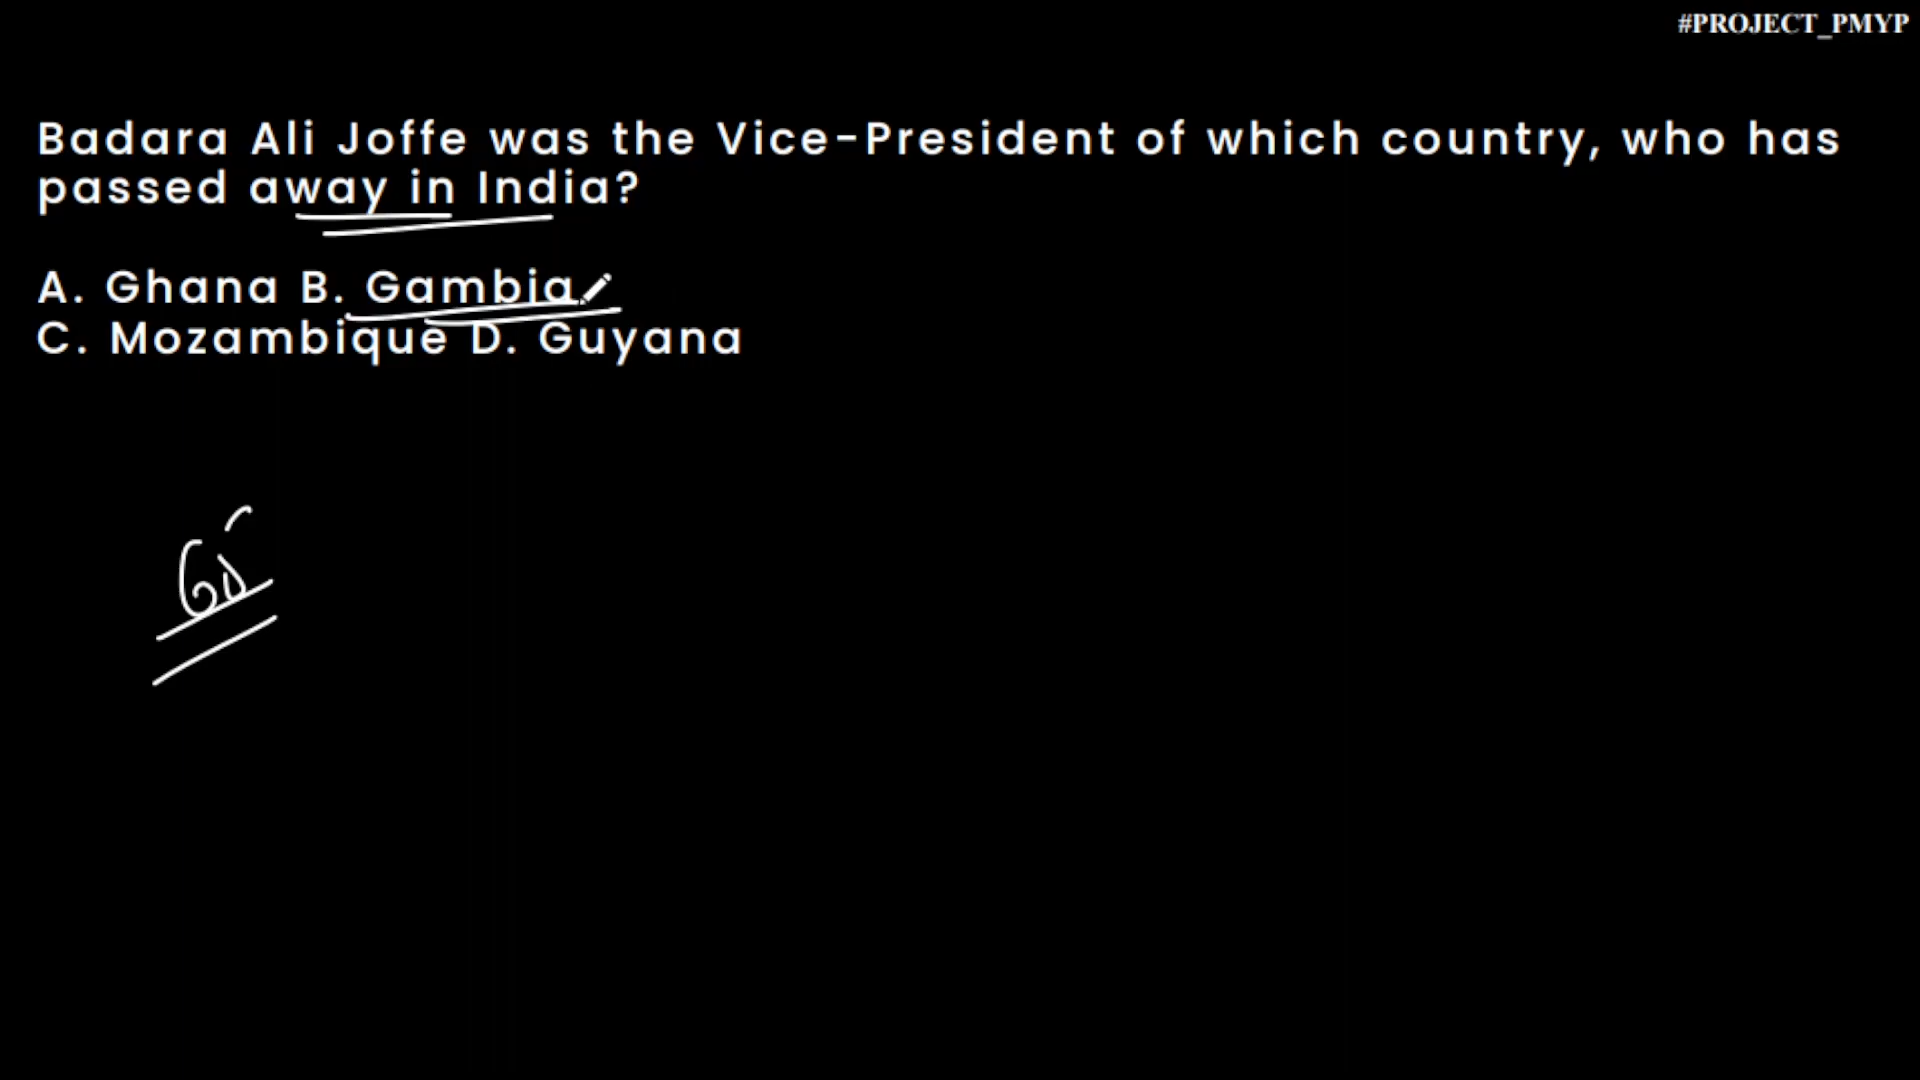 #PROJECT_PMYP
Badara Ali Joffe was the Vice-President of which country, who has
passed away in India?
A. Ghana B. Gambia
C. Mozambique D. Guyana